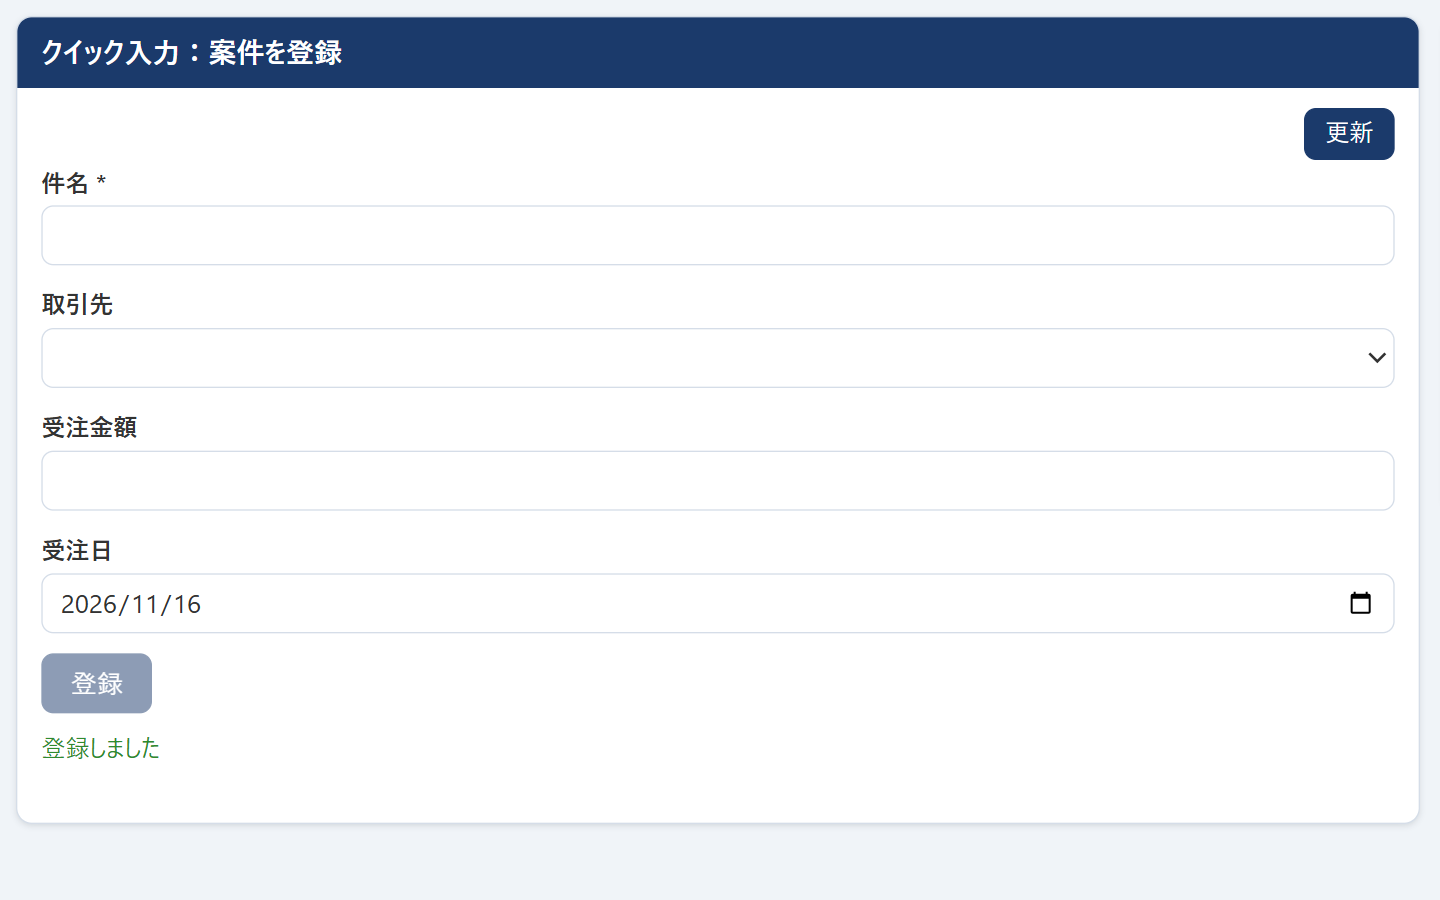 クイック入力：案件を登録
更新
件名 *
取引先
受注金額
受注日
2026/11/16
登録
登録しました